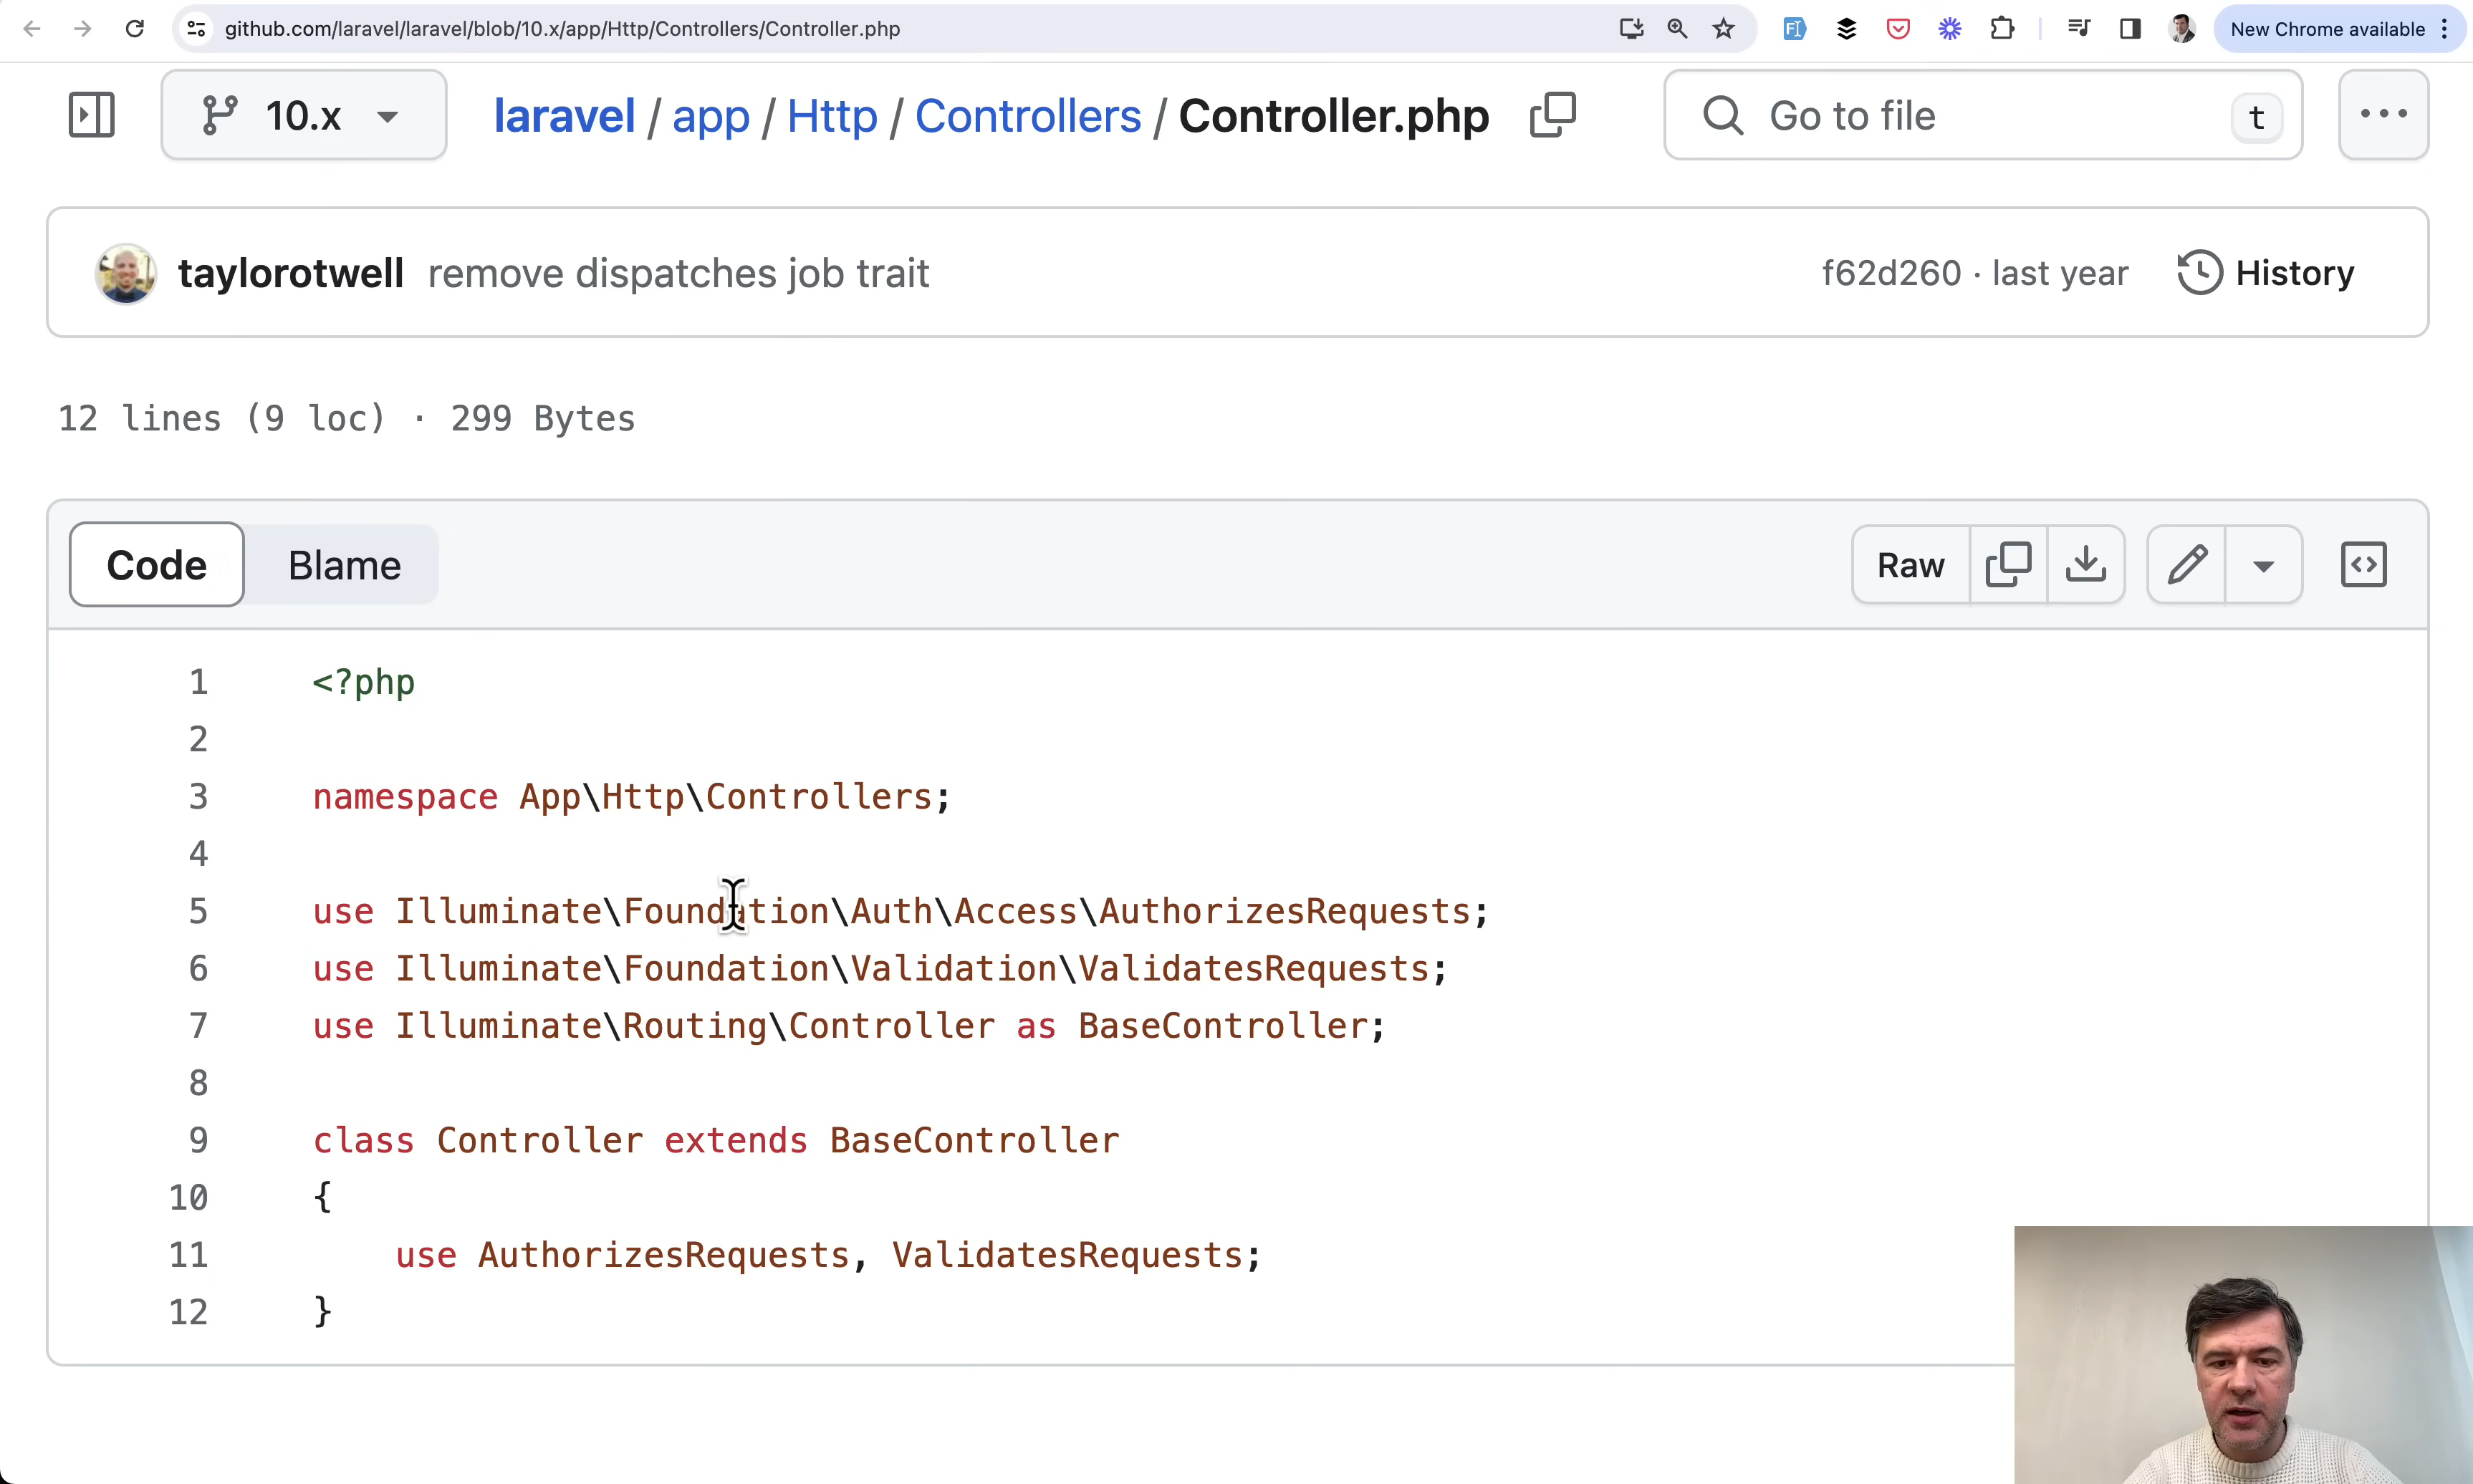 github.com/laravel/laravel/blob/10.x/app/Http/Controllers/Controller.php
New Chrome available
10.x
laravel / app / Http / Controllers / Controller.php
Go to file
t
taylorotwell remove dispatches job trait
f62d260 · last year
History
12 lines (9 loc) · 299 Bytes
Code
Blame
Raw
1 <?php
2
3 namespace App\Http\Controllers;
4
5 use Illuminate\Foundation\Auth\Access\AuthorizesRequests;
6 use Illuminate\Foundation\Validation\ValidatesRequests;
7 use Illuminate\Routing\Controller as BaseController;
8
9 class Controller extends BaseController
10 {
11 use AuthorizesRequests, ValidatesRequests;
12 }